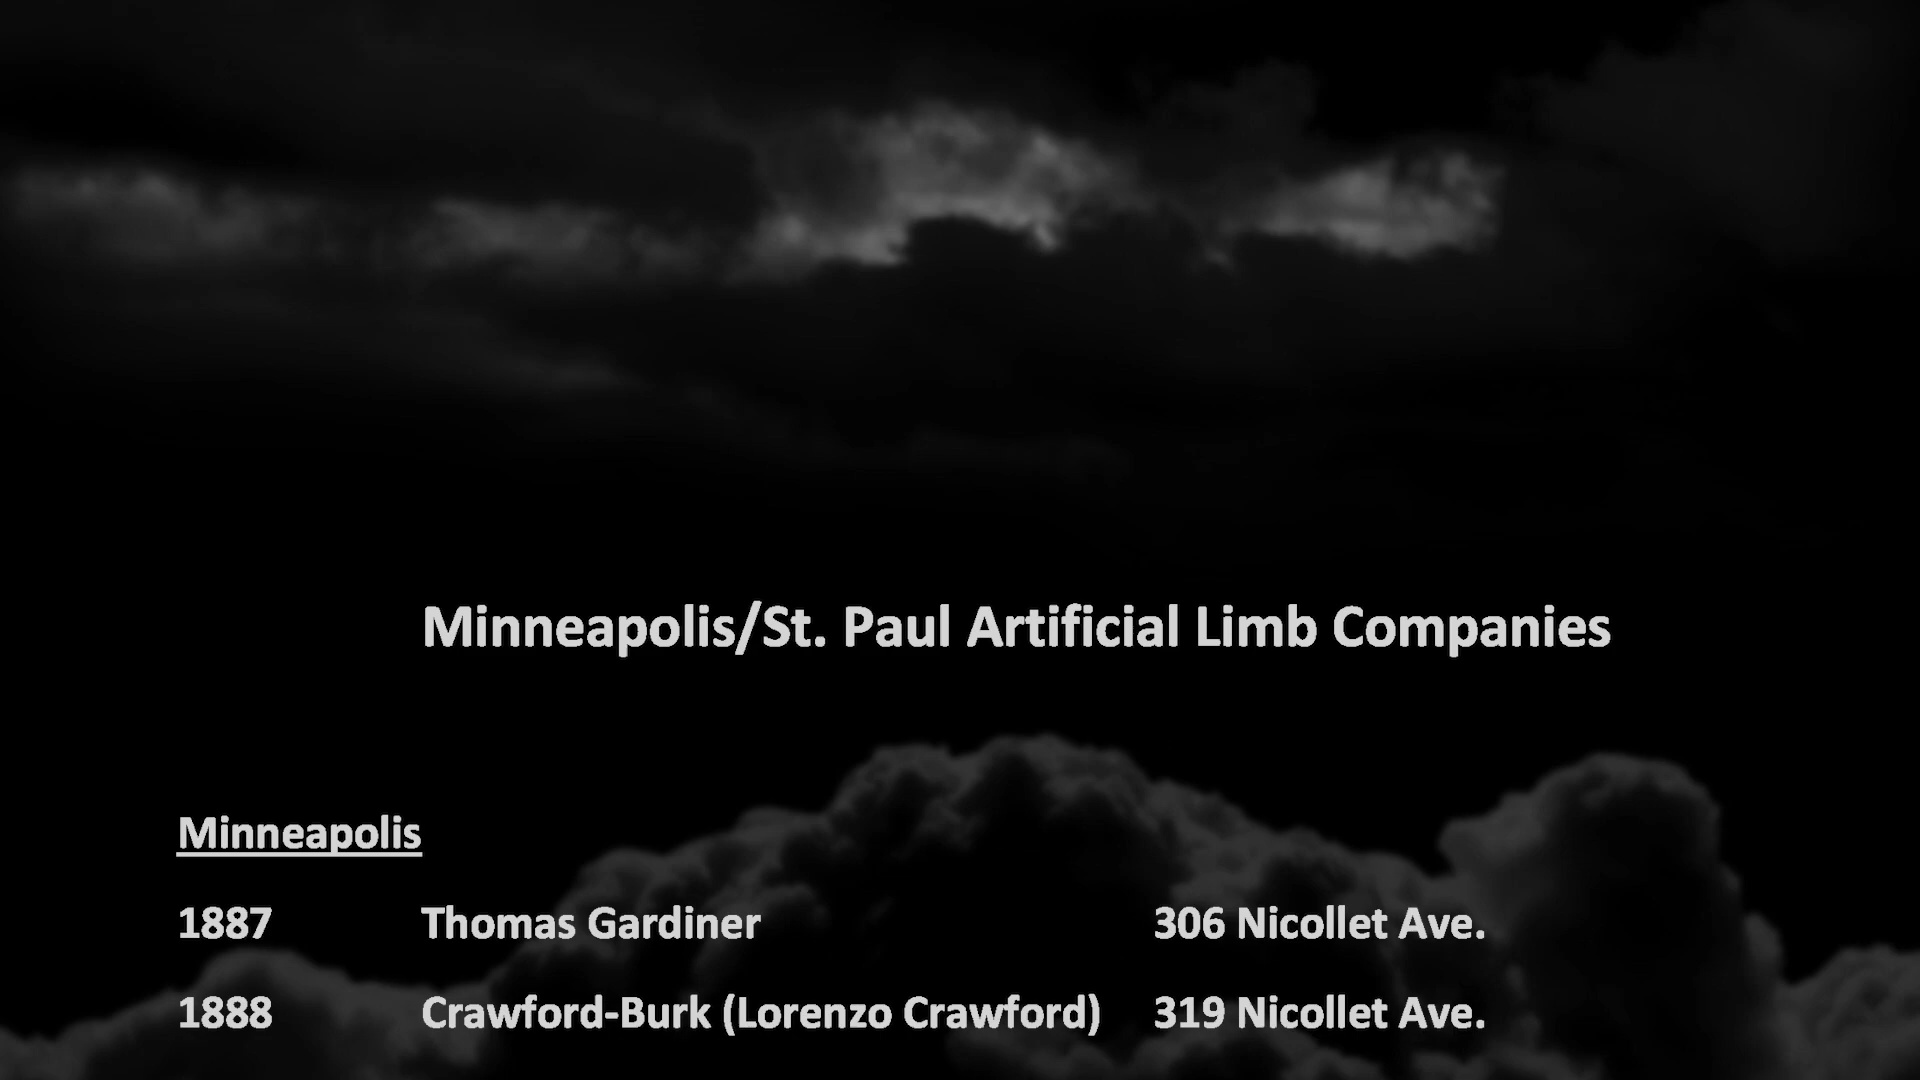 Minneapolis/St. Paul Artificial Limb Companies
Minneapolis
1887 Thomas Gardiner 306 Nicollet Ave.
1888 Crawford-Burk (Lorenzo Crawford) 319 Nicollet Ave.